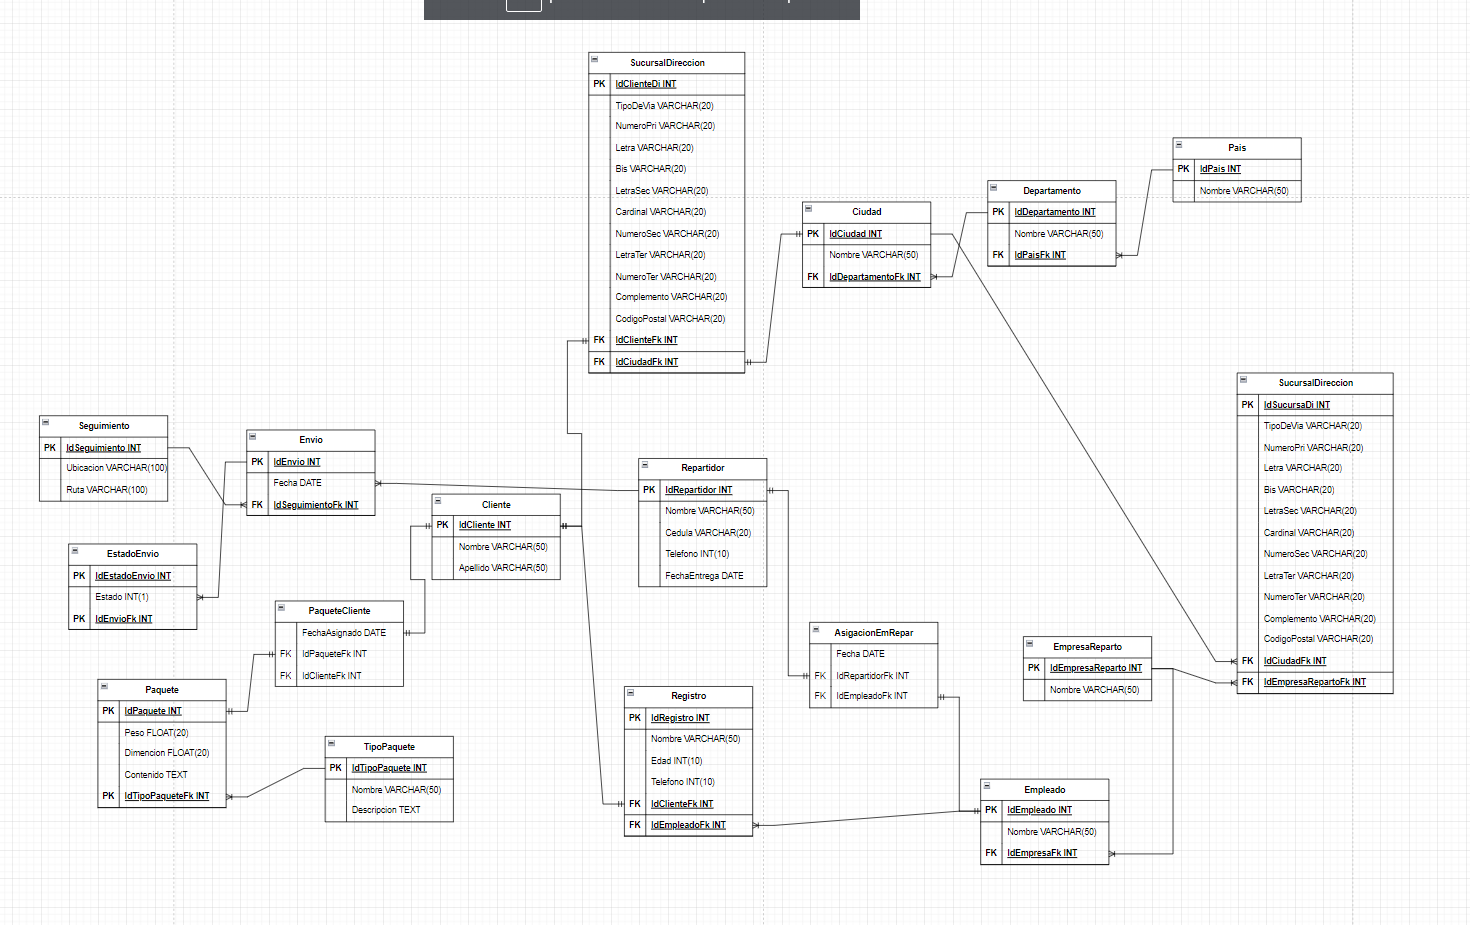 SucursalDireccion
PK IdClienteDi INT
TipoDeVia VARCHAR(20)
NumeroPri VARCHAR(20)
Letra VARCHAR(20)
Bis VARCHAR(20)
LetraSec VARCHAR(20)
Cardinal VARCHAR(20)
NumeroSec VARCHAR(20)
LetraTer VARCHAR(20)
NumeroTer VARCHAR(20)
Complemento VARCHAR(20)
CodigoPostal VARCHAR(20)
FK IdClienteFk INT
FK IdCiudadFk INT
Pais
PK IdPais INT
Nombre VARCHAR(50)
Departamento
PK IdDepartamento INT
Nombre VARCHAR(50)
FK IdPaisFk INT
Ciudad
PK IdCiudad INT
Nombre VARCHAR(50)
FK IdDepartamentoFk INT
SucursalDireccion
PK IdSucursaDi INT
TipoDeVia VARCHAR(20)
NumeroPri VARCHAR(20)
Letra VARCHAR(20)
Bis VARCHAR(20)
LetraSec VARCHAR(20)
Cardinal VARCHAR(20)
NumeroSec VARCHAR(20)
LetraTer VARCHAR(20)
NumeroTer VARCHAR(20)
Complemento VARCHAR(20)
CodigoPostal VARCHAR(20)
FK IdCiudadFk INT
FK IdEmpresaRepartoFk INT
Seguimiento
PK IdSeguimiento INT
Ubicacion VARCHAR(100)
Ruta VARCHAR(100)
Envio
PK IdEnvio INT
Fecha DATE
FK IdSeguimientoFk INT
Repartidor
PK IdRepartidor INT
Nombre VARCHAR(50)
Cedula VARCHAR(20)
Telefono INT(10)
FechaEntrega DATE
Cliente
PK IdCliente INT
Nombre VARCHAR(50)
Apellido VARCHAR(50)
EstadoEnvio
PK IdEstadoEnvio INT
Estado INT(1)
PK IdEnvioFk INT
PaqueteCliente
FechaAsignado DATE
FK IdPaqueteFk INT
FK IdClienteFk INT
AsigacionEmRepar
Fecha DATE
FK IdRepartidorFk INT
FK IdEmpleadoFk INT
EmpresaReparto
PK IdEmpresaReparto INT
Nombre VARCHAR(50)
Paquete
PK IdPaquete INT
Peso FLOAT(20)
Dimencion FLOAT(20)
Contenido TEXT
PK IdTipoPaqueteFk INT
Registro
PK IdRegistro INT
Nombre VARCHAR(50)
Edad INT(10)
Telefono INT(10)
FK IdClienteFk INT
FK IdEmpleadoFk INT
TipoPaquete
PK IdTipoPaquete INT
Nombre VARCHAR(50)
Descripcion TEXT
Empleado
PK IdEmpleado INT
Nombre VARCHAR(50)
FK IdEmpresaFk INT